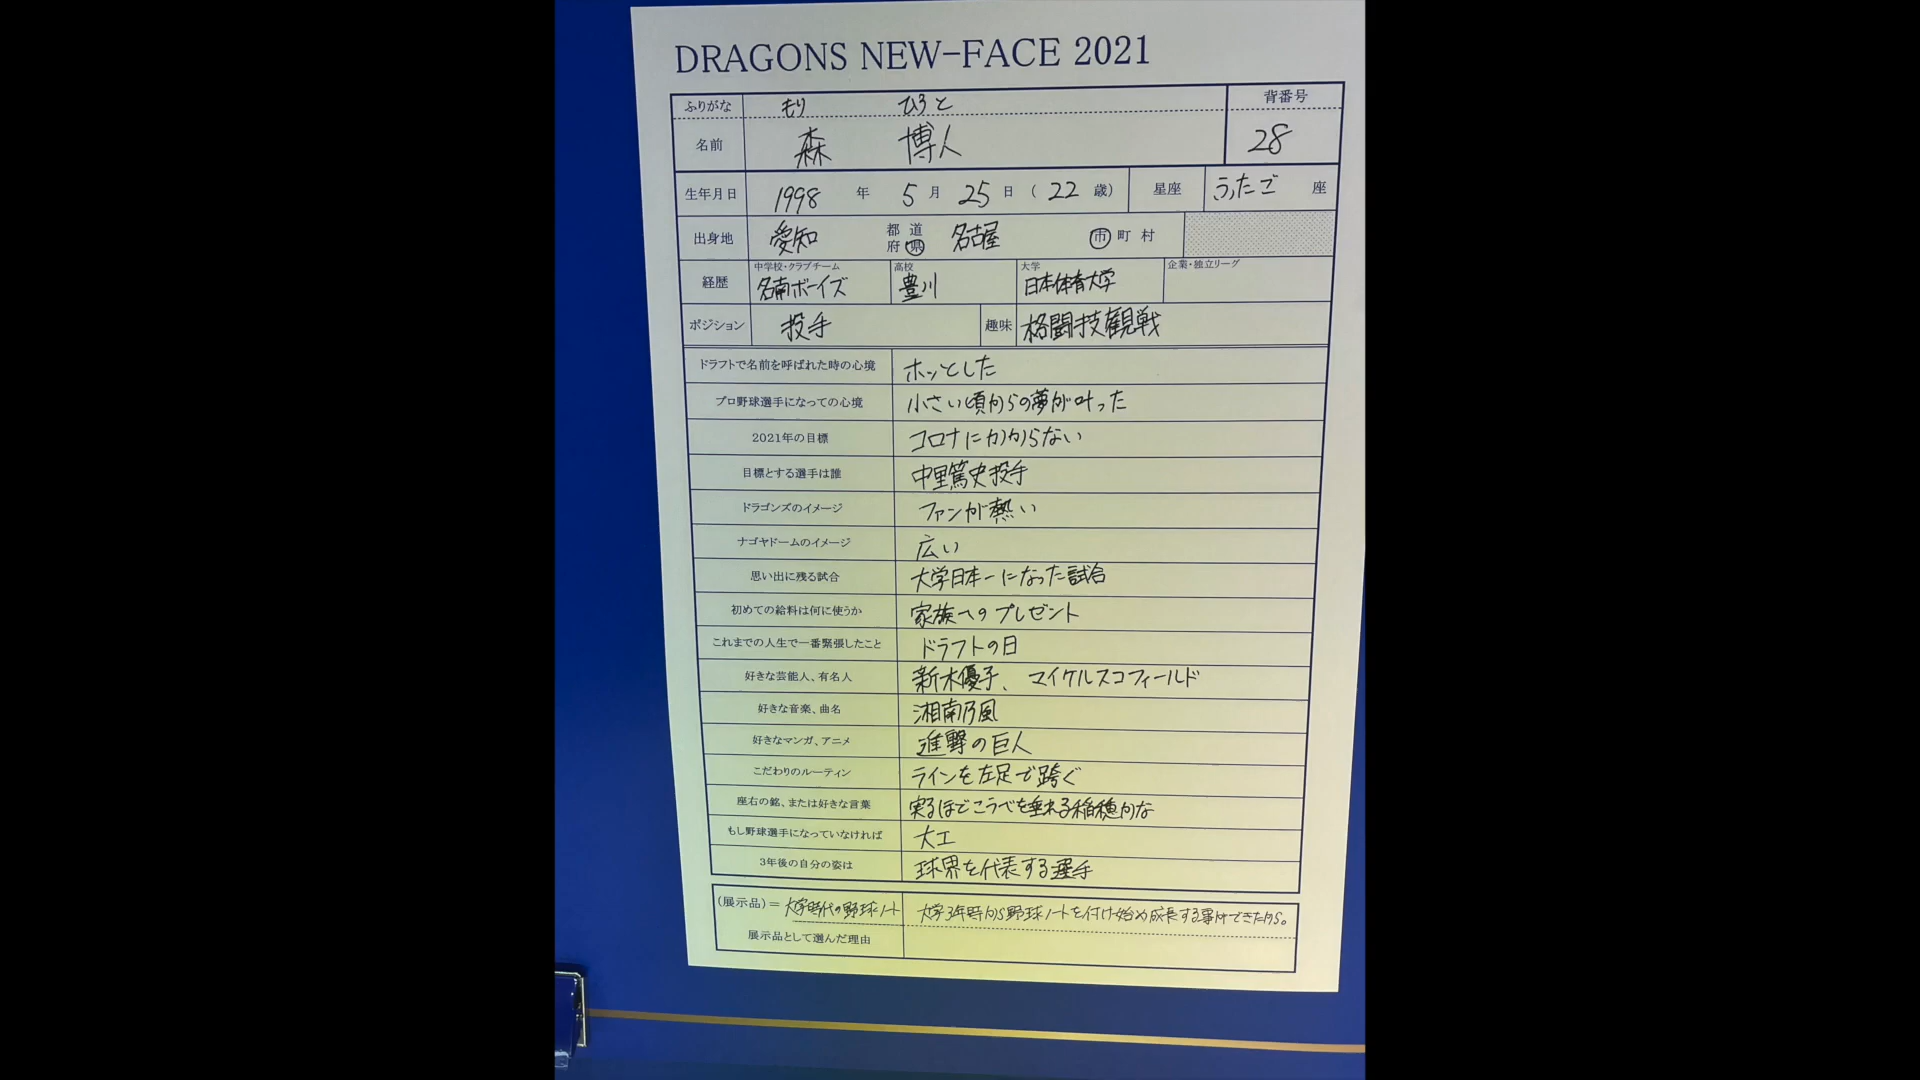 DRAGONS NEW-FACE 2021
ふりがな もり ひろと 背番号
名前 森 博人 28
生年月日 1998 年 5 月 25 日 ( 22 歳) 星座 ふたご 座
出身地 愛知 都 道 府 県 名古屋 市 町 村
経歴 中学校・クラブチーム 名南ボーイズ 高校 豊川 大学 日本体育大学 企業・独立リーグ
ポジション 投手 趣味 格闘技観戦
ドラフトで名前を呼ばれた時の心境 ホッとした
プロ野球選手になっての心境 小さい頃からの夢が叶った
2021年の目標 コロナにかからない
目標とする選手は誰 中里篤史投手
ドラゴンズのイメージ ファンが熱い
ナゴヤドームのイメージ 広い
思い出に残る試合 大学日本一になった試合
初めての給料は何に使うか 家族へのプレゼント
これまでの人生で一番緊張したこと ドラフトの日
好きな芸能人、有名人 新木優子、マイケルスコフィールド
好きな音楽、曲名 湘南乃風
好きなマンガ、アニメ 進撃の巨人
こだわりのルーティン ラインを左足で跨ぐ
座右の銘、または好きな言葉 実るほどこうべを垂れる稲穂かな
もし野球選手になっていなければ 大工
3年後の自分の姿は 球界を代表する選手
(展示品)= 大学時代の野球ノート 大学3年時から野球ノートを付け始め成長する事ができたから。
展示品として選んだ理由